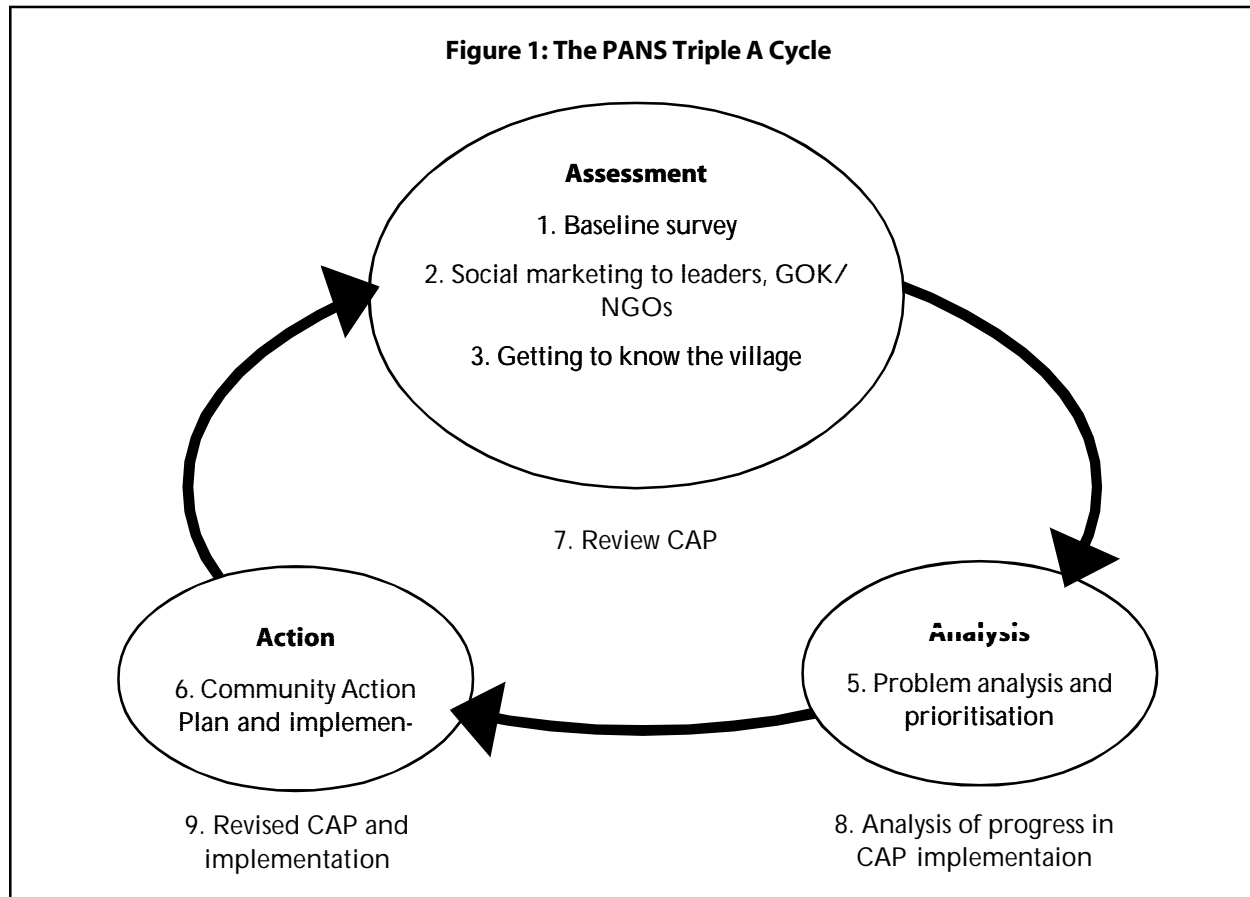 Figure 1: The PANS Triple A Cycle
Assessment
1. Baseline survey
2. Social marketing to leaders, GOK/
NGOs
3. Getting to know the village
7. Review CAP
Action
6. Community Action
Plan and implemen-
Analysis
5. Problem analysis and
prioritisation
9. Revised CAP and
implementation
8. Analysis of progress in
CAP implementaion